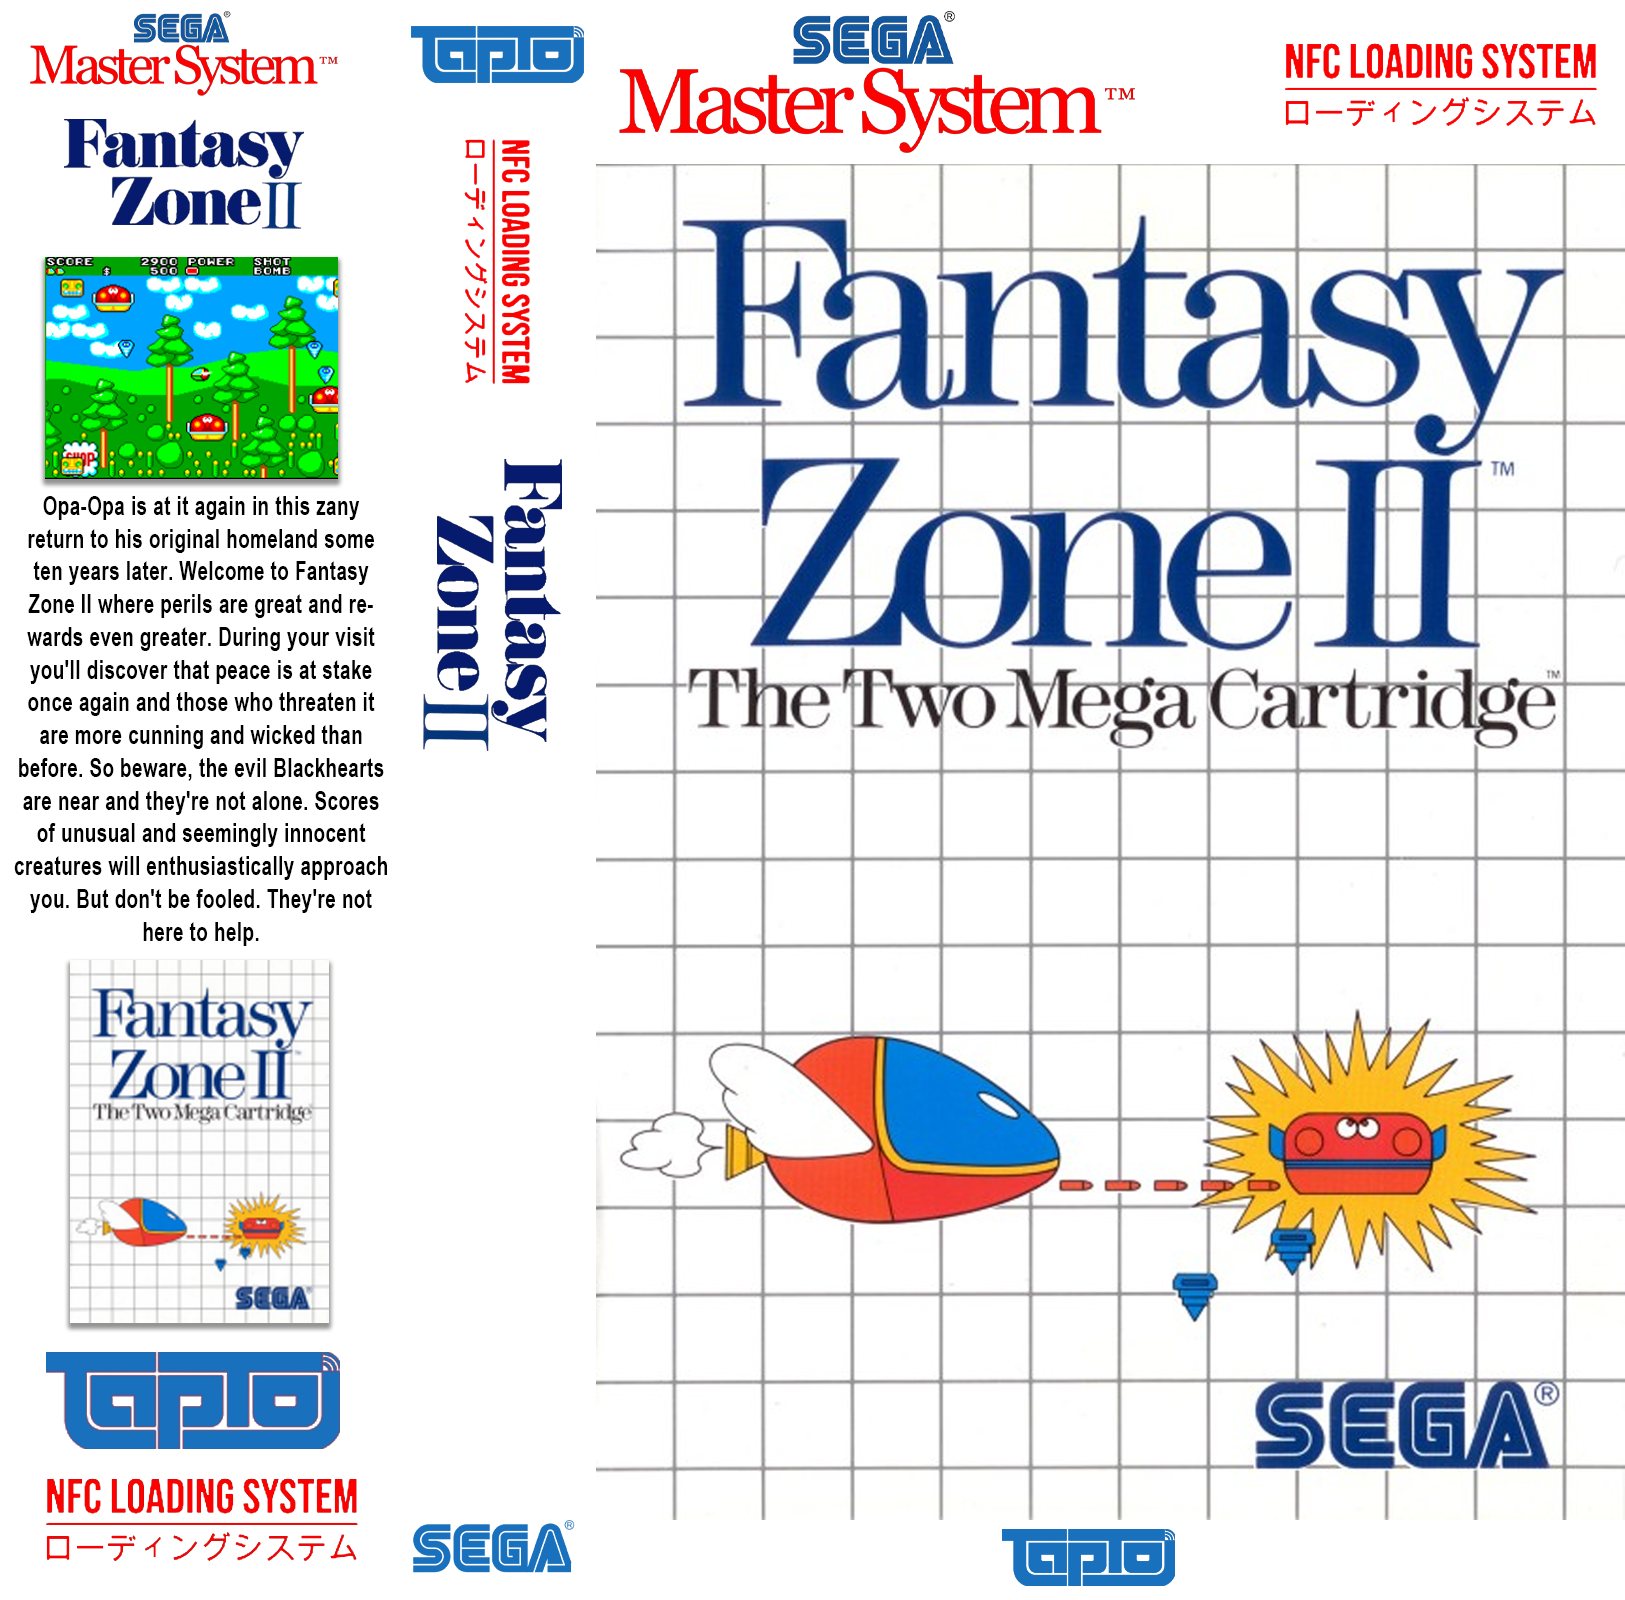 SEGA®
Master System™
Fantasy
Zone II
SCORE 2900 POWER SHOT
$ 500 BOMB
SHOP
Opa-Opa is at it again in this zany
return to his original homeland some
ten years later. Welcome to Fantasy
Zone II where perils are great and re-
wards even greater. During your visit
you'll discover that peace is at stake
once again and those who threaten it
are more cunning and wicked than
before. So beware, the evil Blackhearts
are near and they're not alone. Scores
of unusual and seemingly innocent
creatures will enthusiastically approach
you. But don't be fooled. They're not
here to help.
Fantasy
Zone II™
The Two Mega Cartridge™
SEGA®
TapTo
NFC LOADING SYSTEM
ローディングシステム
TapTo
NFC LOADING SYSTEM
ローディングシステム
Fantasy
Zone II
SEGA®
SEGA®
Master System™
NFC LOADING SYSTEM
ローディングシステム
Fantasy
Zone II™
The Two Mega Cartridge™
SEGA®
TapTo